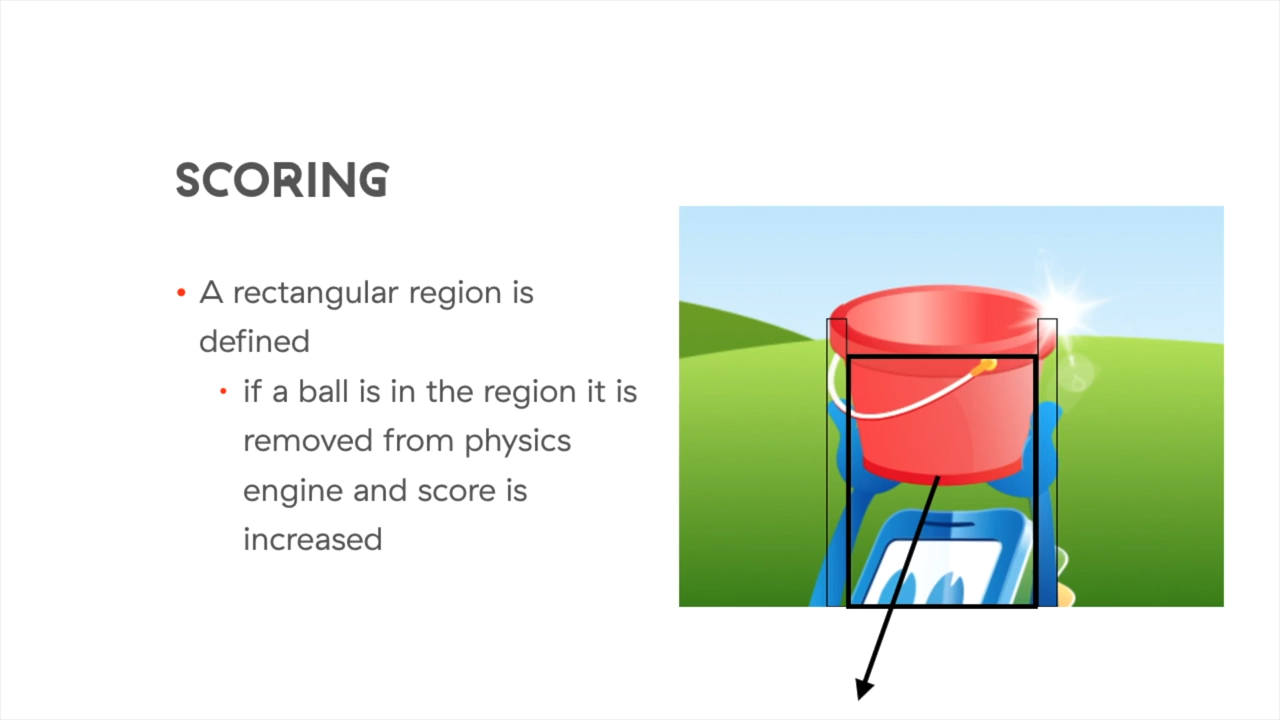 SCORING
• A rectangular region is
defined
• if a ball is in the region it is
removed from physics
engine and score is
increased